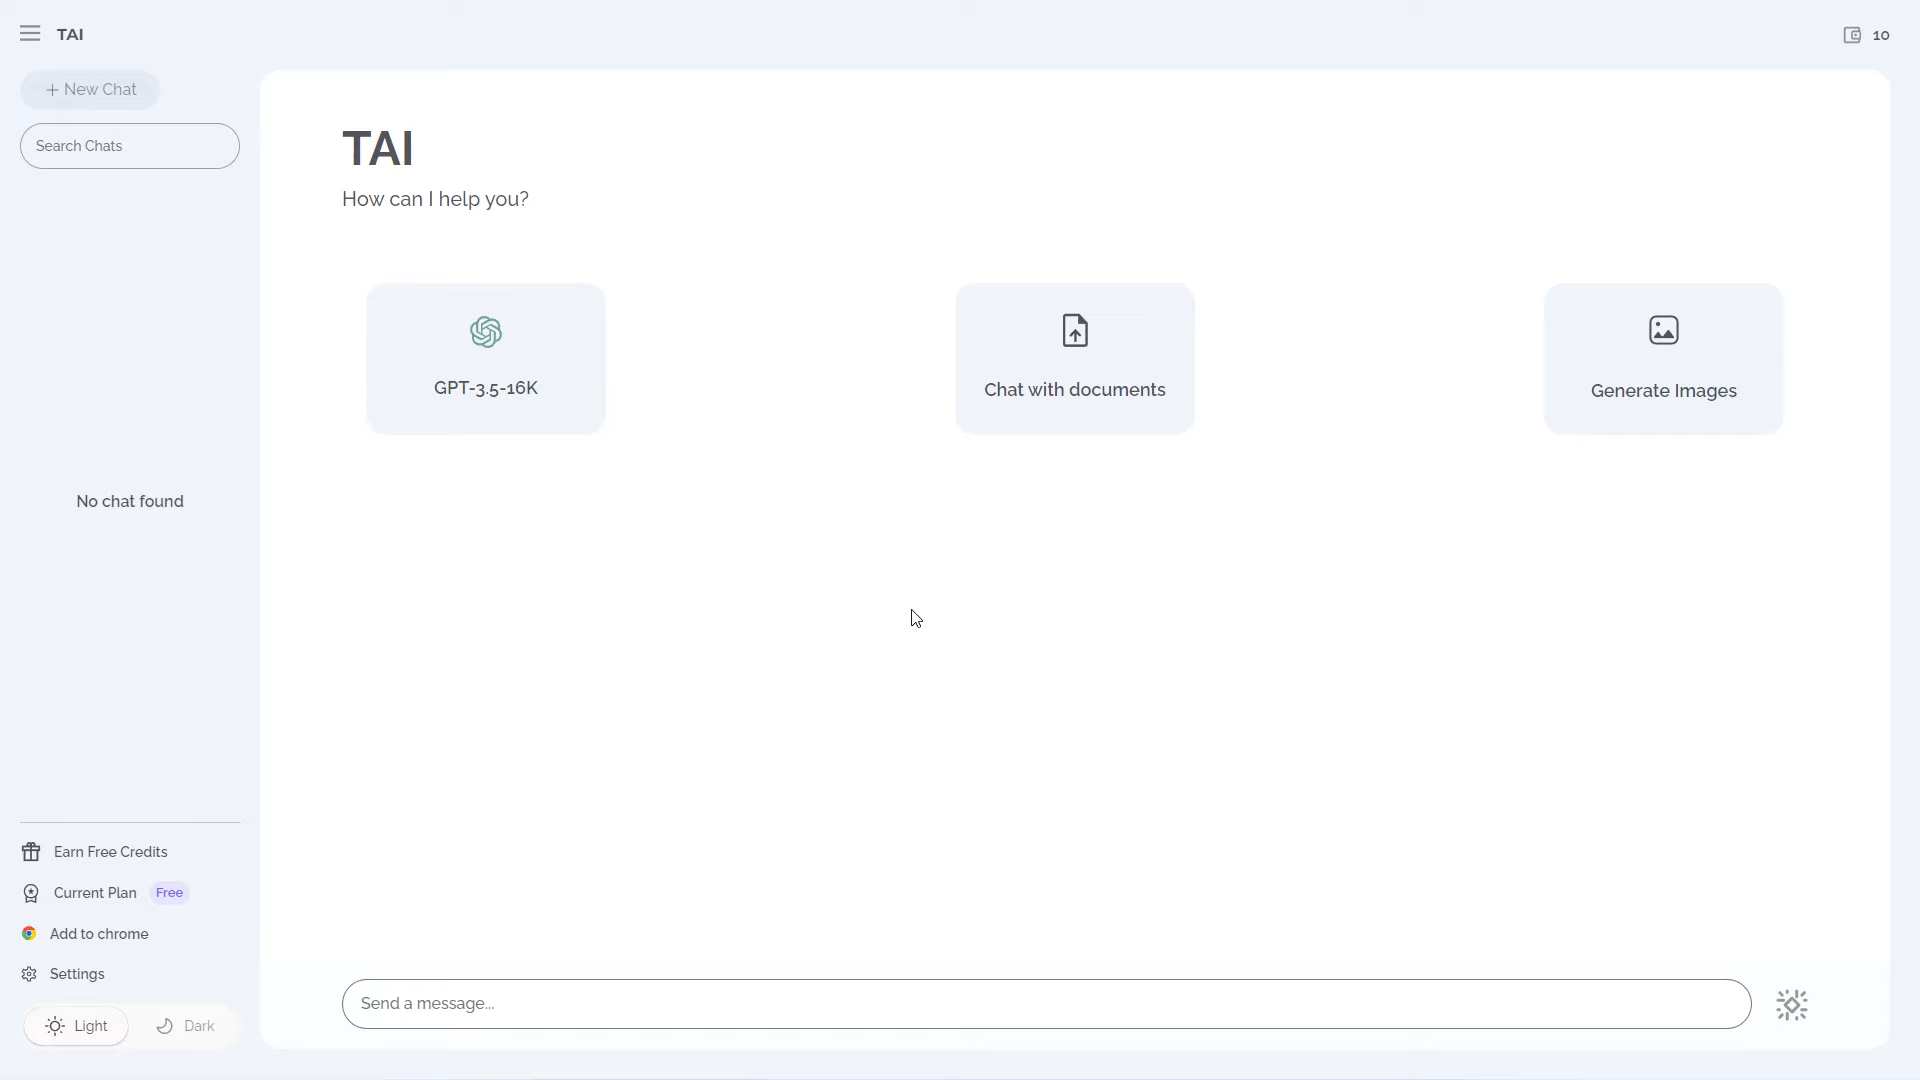 TAI
10
+ New Chat
Search Chats
No chat found
Earn Free Credits
Current Plan Free
Add to chrome
Settings
Light Dark
TAI
How can I help you?
GPT-3.5-16K
Chat with documents
Generate Images
Send a message...